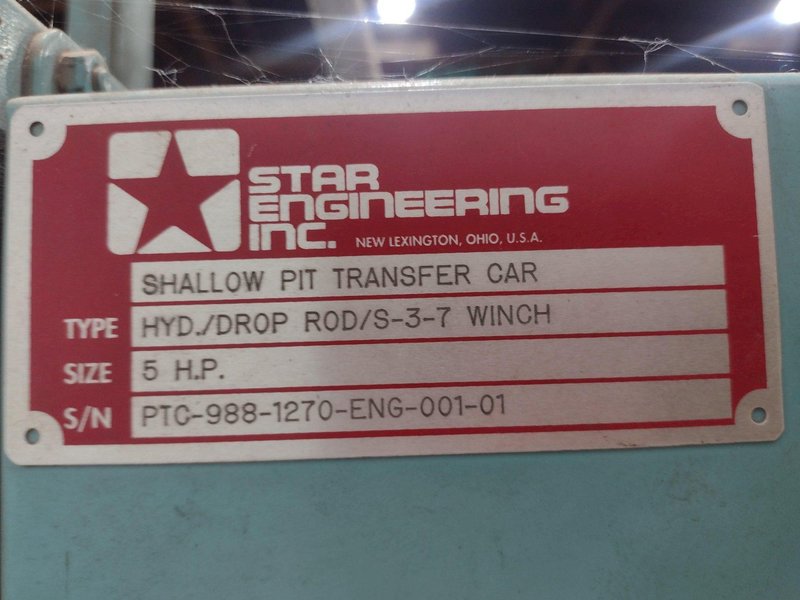 STAR
ENGINEERING
INC. NEW LEXINGTON, OHIO, U.S.A.
SHALLOW PIT TRANSFER CAR
TYPE HYD./DROP ROD/S-3-7 WINCH
SIZE 5 H.P.
S/N PTC-988-1270-ENG-001-01